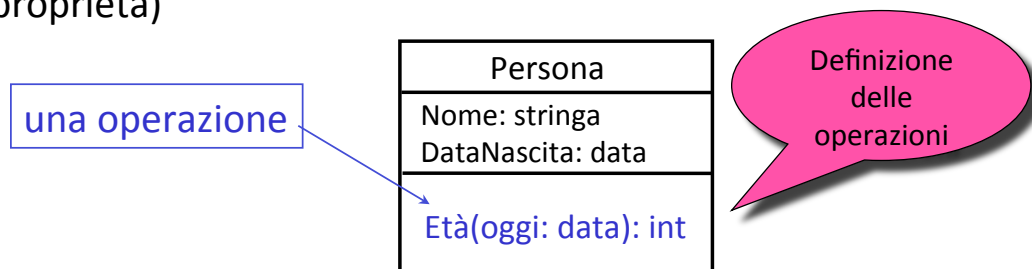 proprietà)
una operazione
Persona
Nome: stringa
DataNascita: data
Età(oggi: data): int
Definizione
delle
operazioni